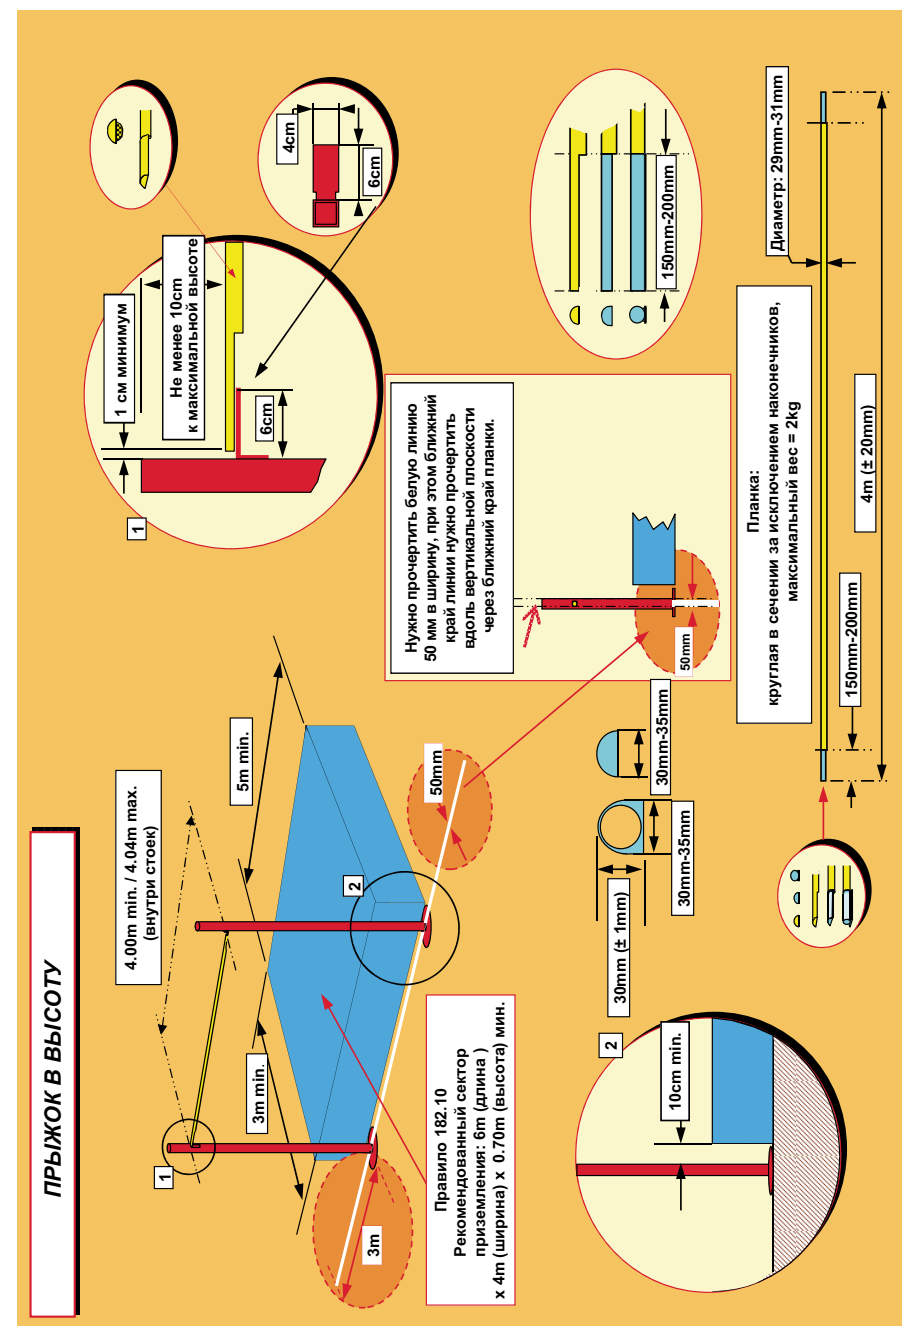 ПРЫЖОК В ВЫСОТУ
1
4.00m min. / 4.04m max.
(внутри стоек)
3m min.
5m min.
2
3m
50mm
Правило 182.10
Рекомендованный сектор
приземления: 6m (длина )
x 4m (ширина) x 0.70m (высота) мин.
1
1 см минимум
Не менее 10cm
к максимальной высоте
6cm
4cm
6cm
Нужно прочертить белую линию
50 мм в ширину, при этом ближний
край линии нужно прочертить
вдоль вертикальной плоскости
через ближний край планки.
50mm
150mm-200mm
2
10cm min.
30mm (± 1mm)
30mm-35mm
30mm-35mm
Планка:
круглая в сечении за исключением наконечников,
максимальный вес = 2kg
Диаметр: 29mm-31mm
150mm-200mm
4m (± 20mm)